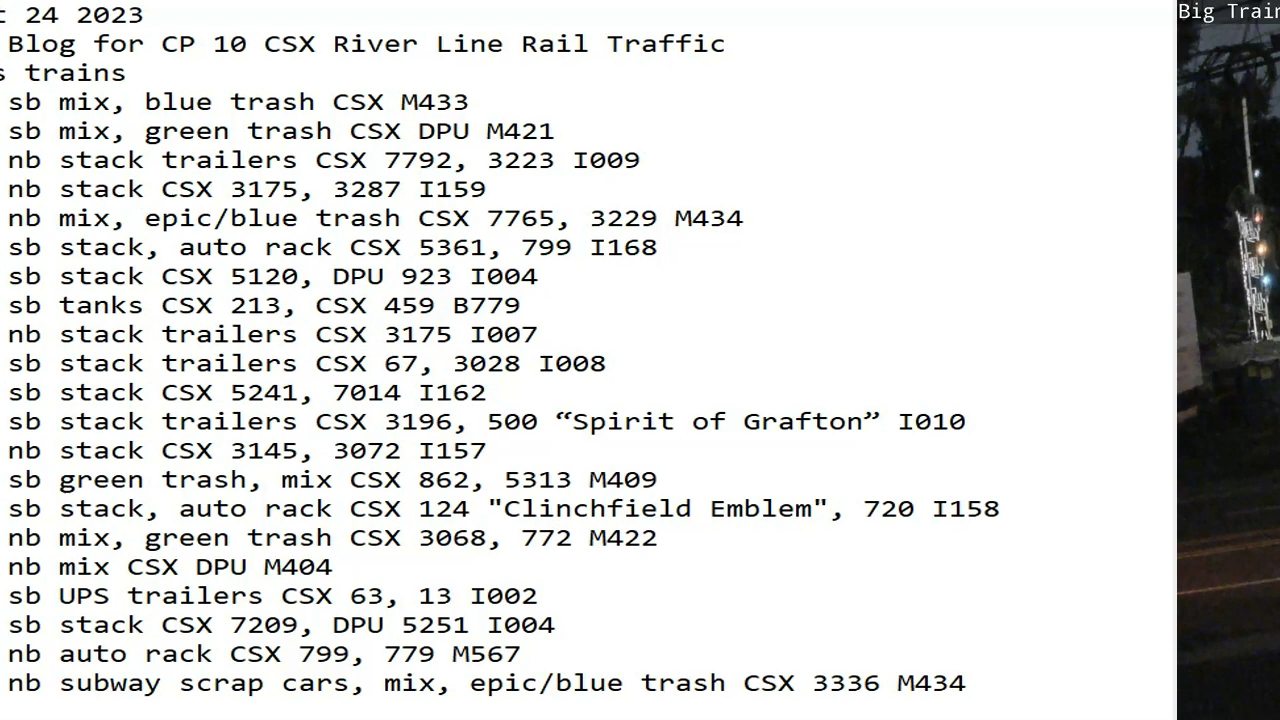 t 24 2023
Blog for CP 10 CSX River Line Rail Traffic
s trains
sb mix, blue trash CSX M433
sb mix, green trash CSX DPU M421
nb stack trailers CSX 7792, 3223 I009
nb stack CSX 3175, 3287 I159
nb mix, epic/blue trash CSX 7765, 3229 M434
sb stack, auto rack CSX 5361, 799 I168
sb stack CSX 5120, DPU 923 I004
sb tanks CSX 213, CSX 459 B779
nb stack trailers CSX 3175 I007
sb stack trailers CSX 67, 3028 I008
sb stack CSX 5241, 7014 I162
sb stack trailers CSX 3196, 500 “Spirit of Grafton” I010
nb stack CSX 3145, 3072 I157
sb green trash, mix CSX 862, 5313 M409
sb stack, auto rack CSX 124 "Clinchfield Emblem", 720 I158
nb mix, green trash CSX 3068, 772 M422
nb mix CSX DPU M404
sb UPS trailers CSX 63, 13 I002
sb stack CSX 7209, DPU 5251 I004
nb auto rack CSX 799, 779 M567
nb subway scrap cars, mix, epic/blue trash CSX 3336 M434
Big Train